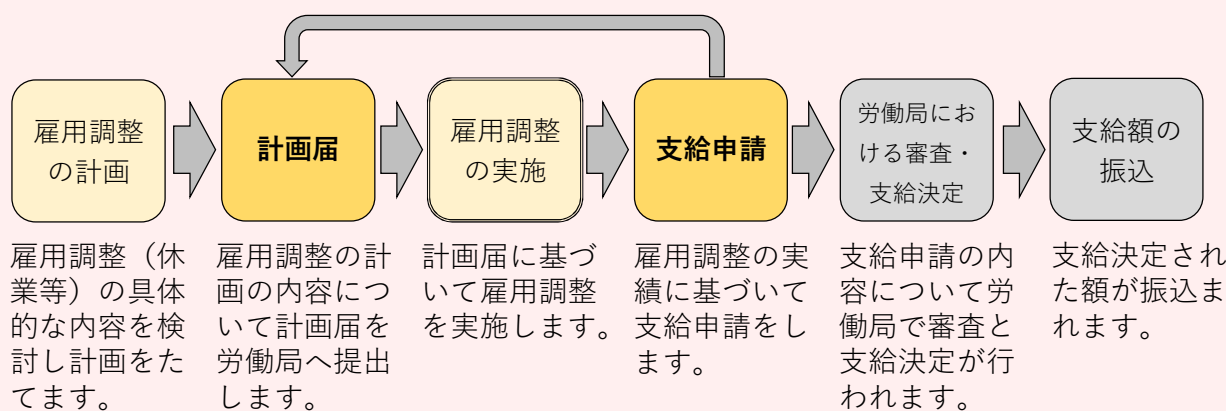 雇用調整
の計画
計画届
雇用調整
の実施
支給申請
労働局にお
ける審査・
支給決定
支給額の
振込
雇用調整（休
業等）の具体
的な内容を検
討し計画をた
てます。
雇用調整の計
画の内容につ
いて計画届を
労働局へ提出
します。
計画届に基づ
いて雇用調整
を実施します。
雇用調整の実
績に基づいて
支給申請をし
ます。
支給申請の内
容について労
働局で審査と
支給決定が行
われます。
支給決定され
た額が振込ま
れます。